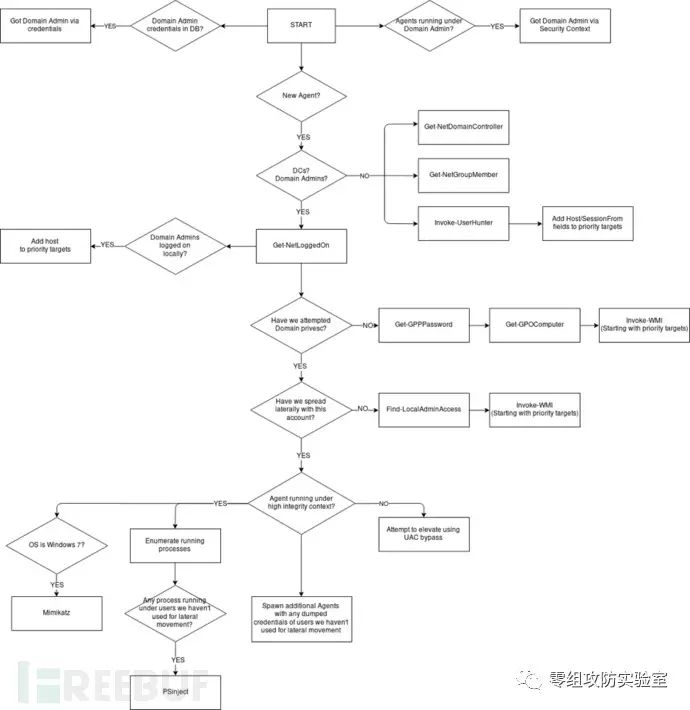 Got Domain Admin via
credentials
YES
Domain Admin
credentials in DB?
START
Agents running under
Domain Admin?
YES
Got Domain Admin via
Security Context
New Agent?
YES
DCs?
Domain Admins?
NO
Get-NetDomainController
Get-NetGroupMember
Invoke-UserHunter
Add Host/SessionFrom
fields to priority targets
YES
Add host
to priority targets
YES
Domain Admins
logged on
locally?
Get-NetLoggedOn
Have we attempted
Domain privesc?
NO
Get-GPPPassword
Get-GPOComputer
Invoke-WMI
(Starting with priority targets)
YES
Have we spread
laterally with this
account?
NO
Find-LocalAdminAccess
Invoke-WMI
(Starting with priority targets)
YES
Agent running under
high integrity context?
YES
NO
OS is Windows 7?
Enumerate running
processes
Attempt to elevate using
UAC bypass
YES
Mimikatz
Any process running
under users we haven't
used for lateral
movement?
Spawn additional Agents
with any dumped
credentials of users we haven't
used for lateral movement
YES
PSinject
FREEBUF
零组攻防实验室